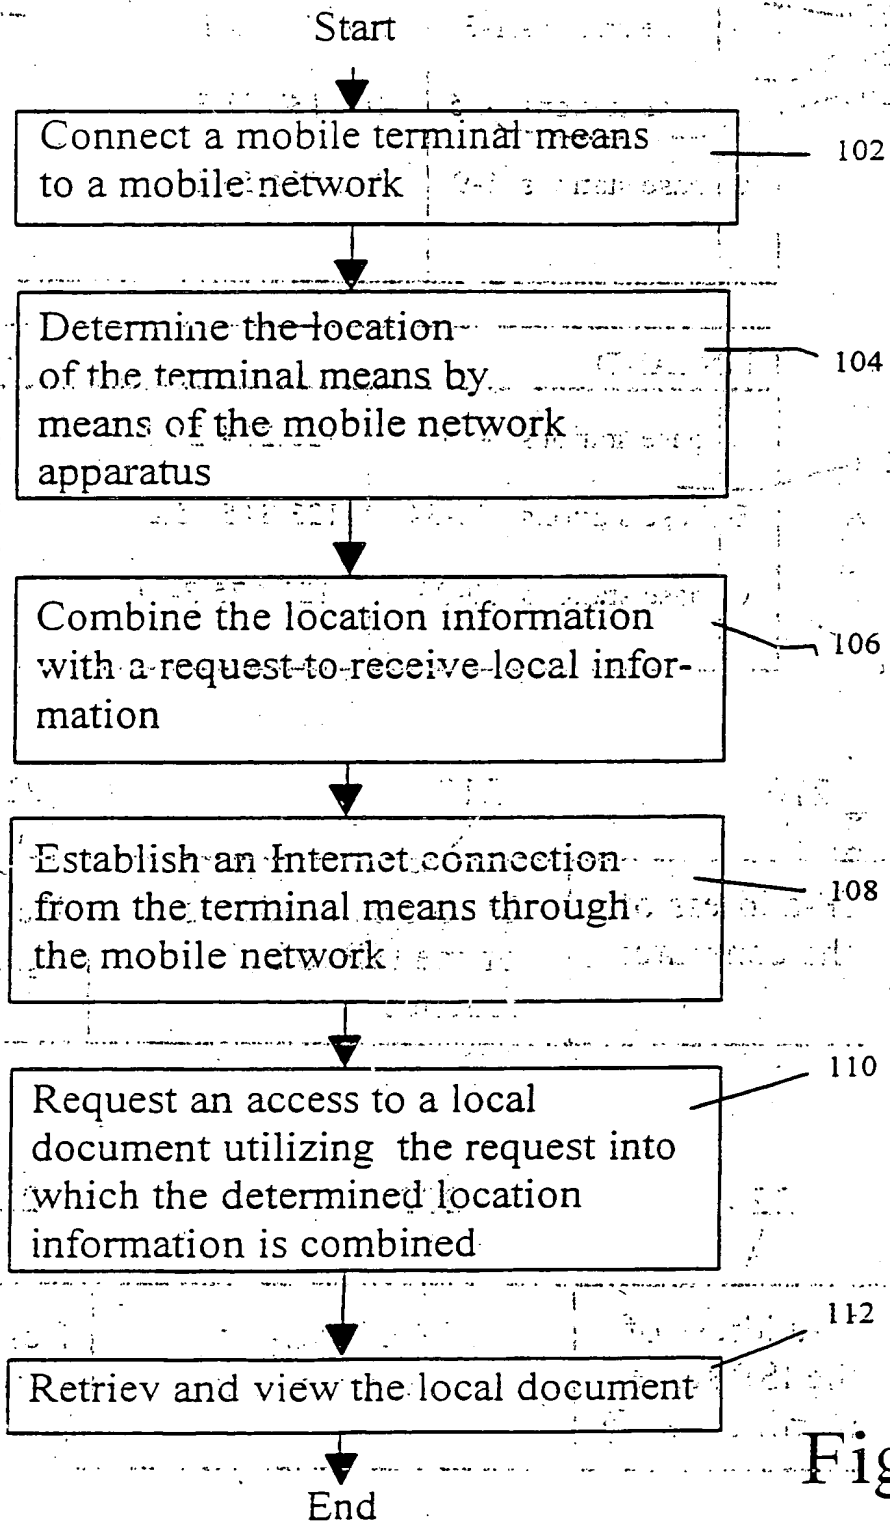 Start
Connect a mobile terminal means
to a mobile network
102
Determine the location
of the terminal means by
means of the mobile network
apparatus
104
Combine the location information
with a request to receive local infor-
mation
106
Establish an Internet connection
from the terminal means through
the mobile network
108
Request an access to a local
document utilizing the request into
which the determined location
information is combined
110
Retriev and view the local document
112
End
Fig